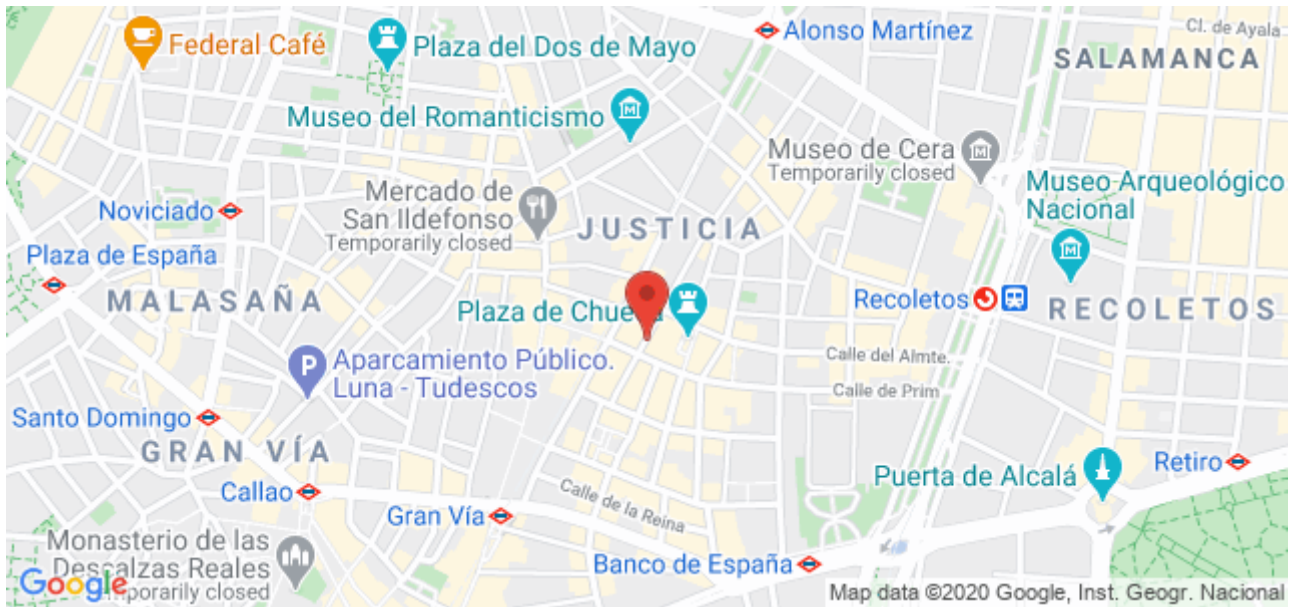 Federal Café
Plaza del Dos de Mayo
Alonso Martínez
Cl. de Ayala
SALAMANCA
Museo del Romanticismo
Museo de Cera
Temporarily closed
Museo Arqueológico
Nacional
Mercado de
San Ildefonso
Temporarily closed
Noviciado
JUSTICIA
Plaza de España
MALASAÑA
Plaza de Chue
Recoletos
RECOLETOS
Aparcamiento Público.
Luna - Tudescos
Calle del Almte.
Calle de Prim
Santo Domingo
GRAN VÍA
Puerta de Alcalá
Retiro
Callao
Calle de la Reina
Gran Vía
Monasterio de las
Descalzas Reales
porarily closed
Banco de España
Google
Map data ©2020 Google, Inst. Geogr. Nacional